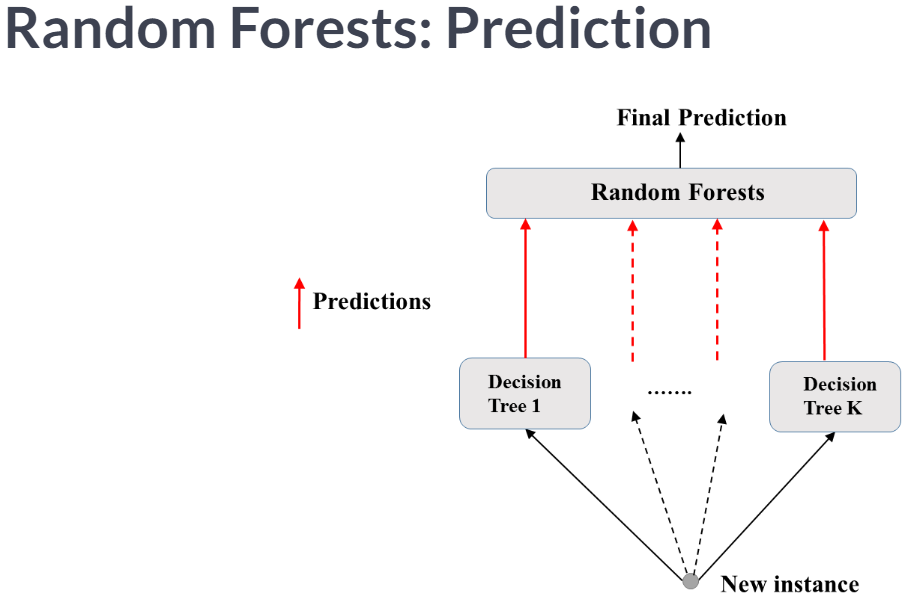 Random Forests: Prediction
Final Prediction
Random Forests
Predictions
Decision
Tree 1
.......
Decision
Tree K
New instance